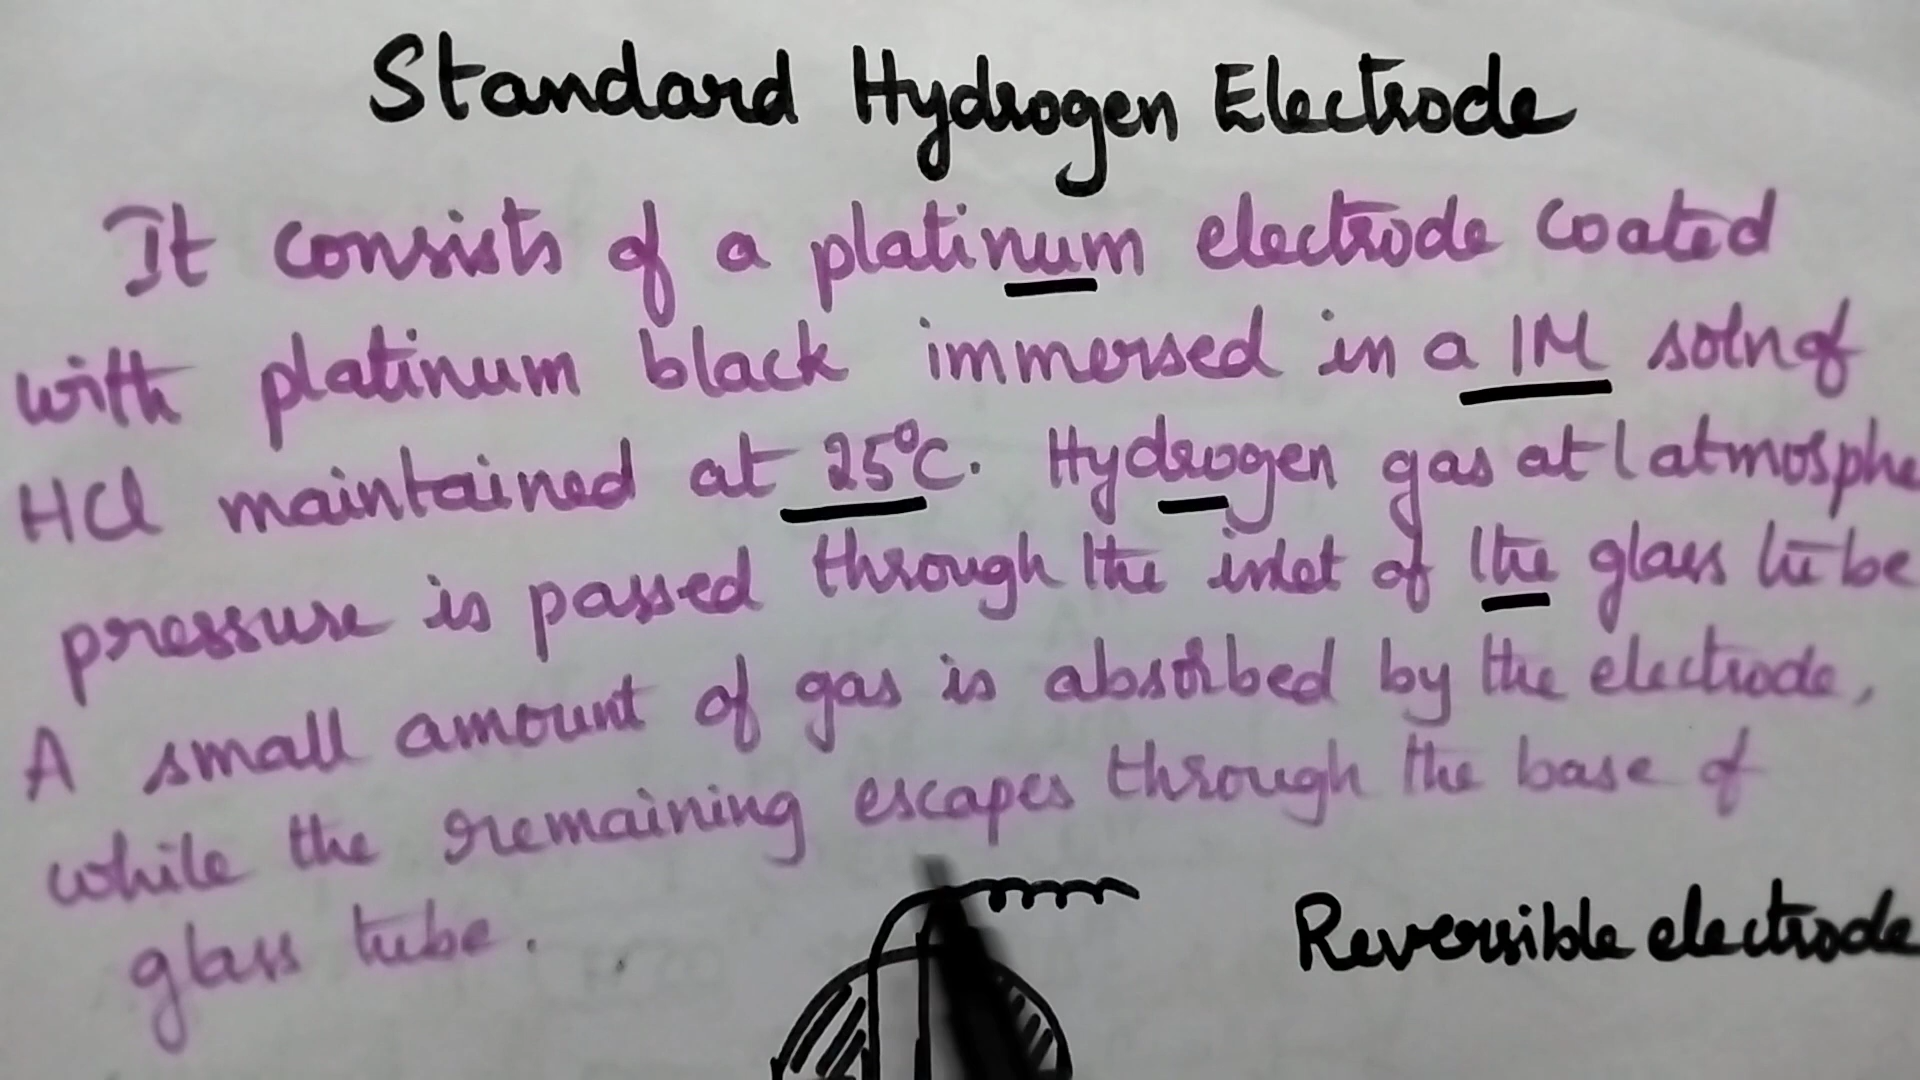 Standard Hydrogen Electrode
It consists of a platinum electrode coated
with platinum black immersed in a 1M soln of
HCl maintained at 25°C. Hydrogen gas at 1 atmosphe
pressure is passed through the inlet of the glass tube
A small amount of gas is absorbed by the electrode,
while the remaining escapes through the base of
glass tube.
Reversible electrode